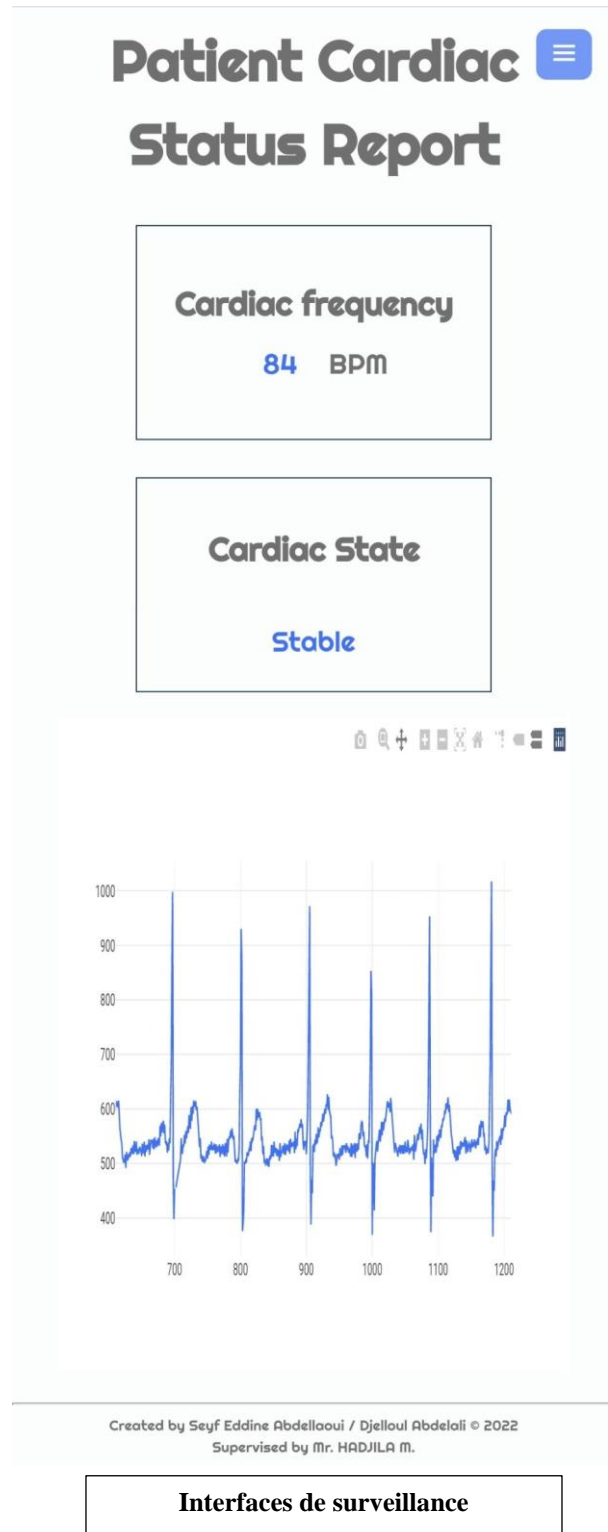 Patient Cardiac
Status Report
Cardiac frequency
84 BPM
Cardiac State
Stable
1000
900
800
700
600
500
400
700 800 900 1000 1100 1200
Created by Seyf Eddine Abdellaoui / Djelloul Abdelali © 2022
Supervised by Mr. HADJILA M.
Interfaces de surveillance